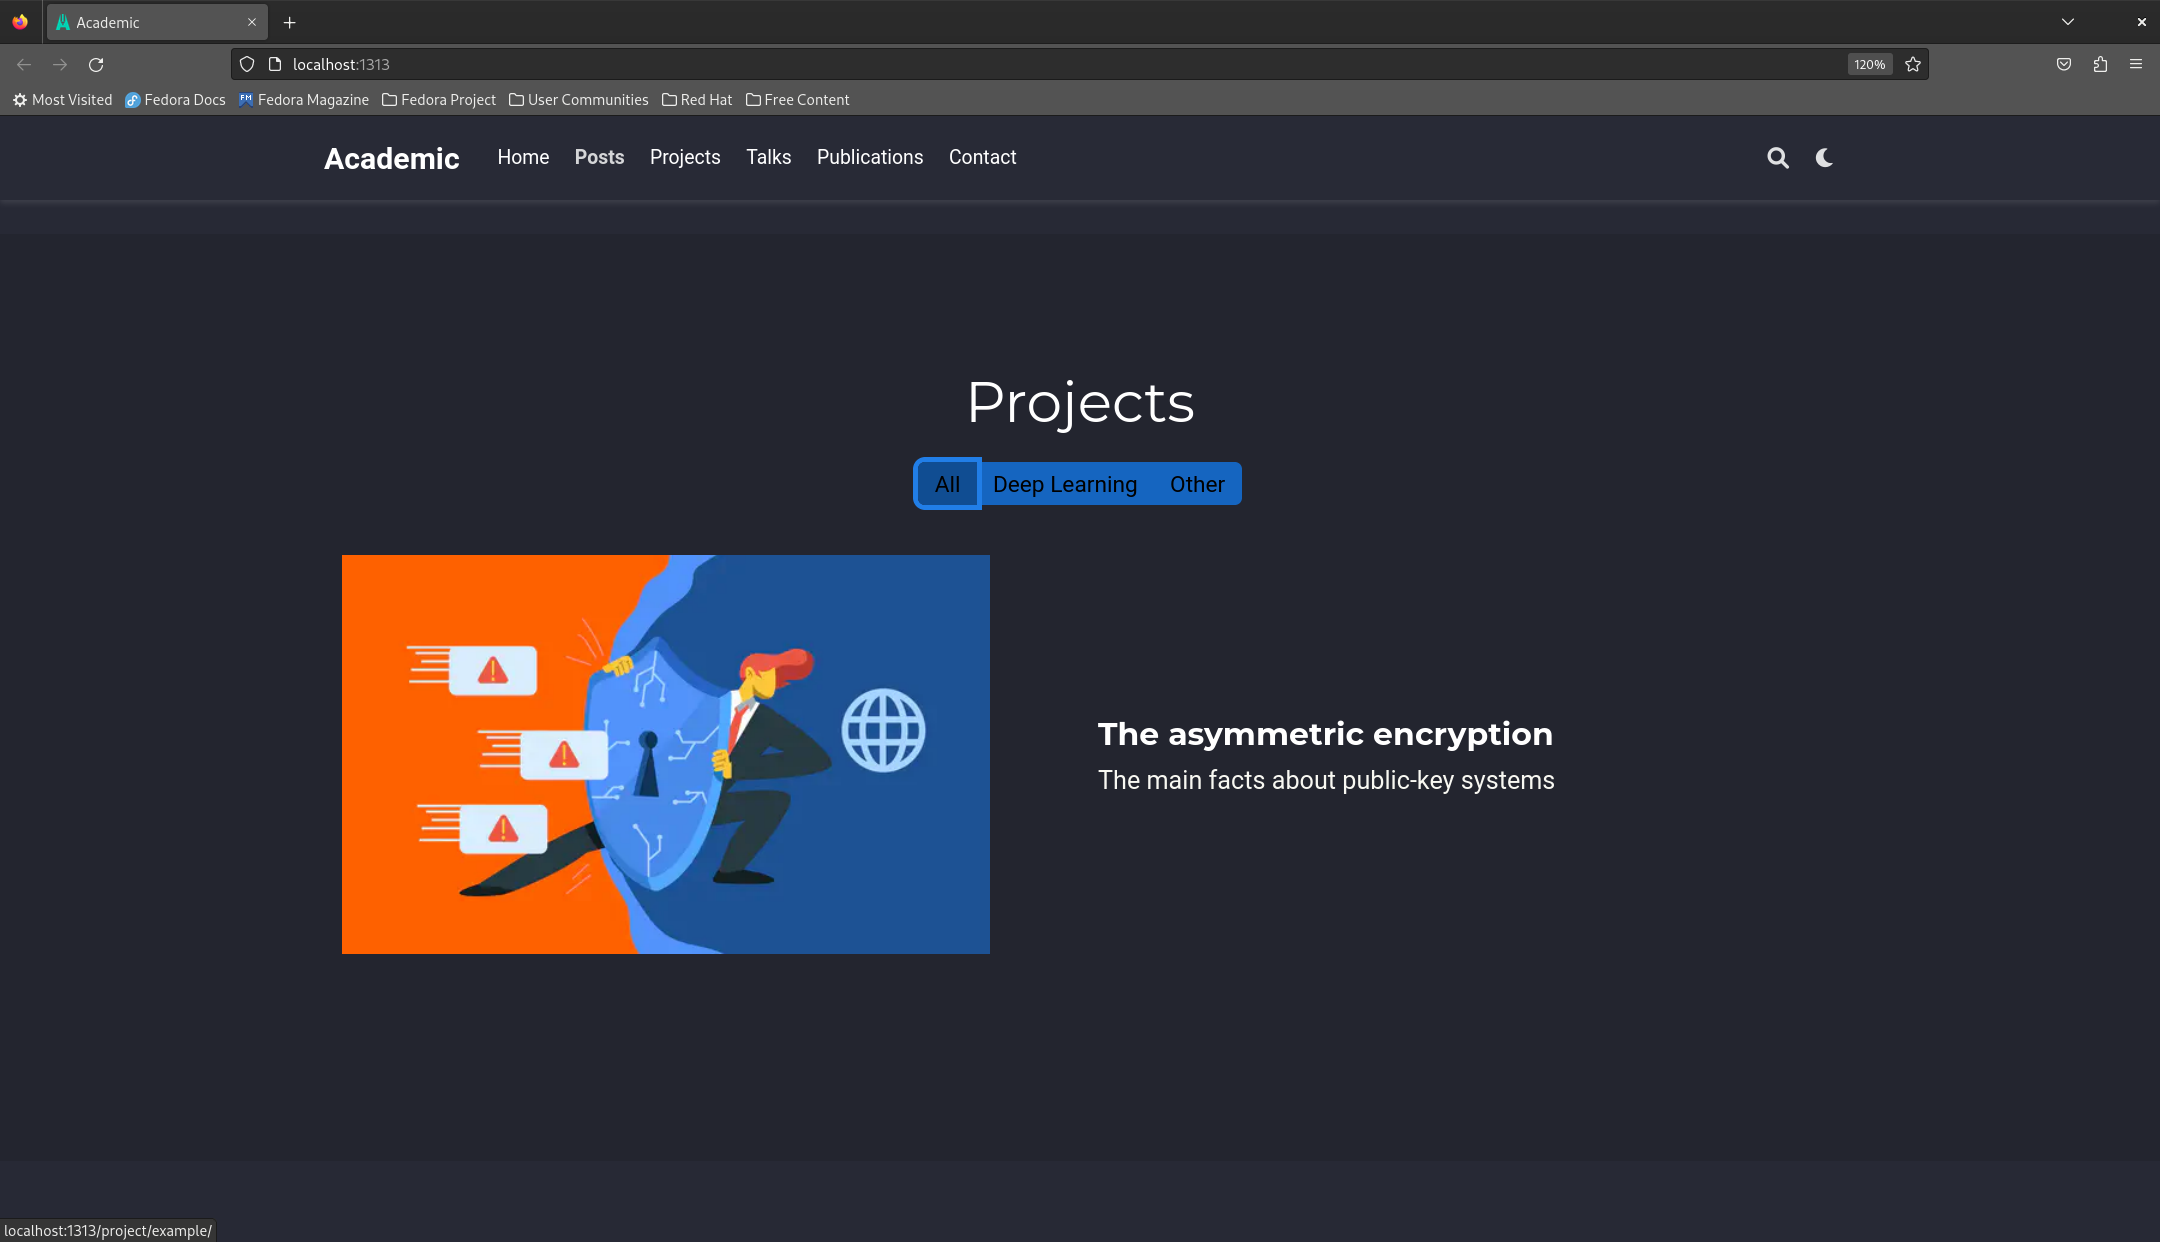 Academic
localhost:1313
120%
Most Visited Fedora Docs Fedora Magazine Fedora Project User Communities Red Hat Free Content
Academic Home Posts Projects Talks Publications Contact
Projects
All Deep Learning Other
The asymmetric encryption
The main facts about public-key systems
localhost:1313/project/example/